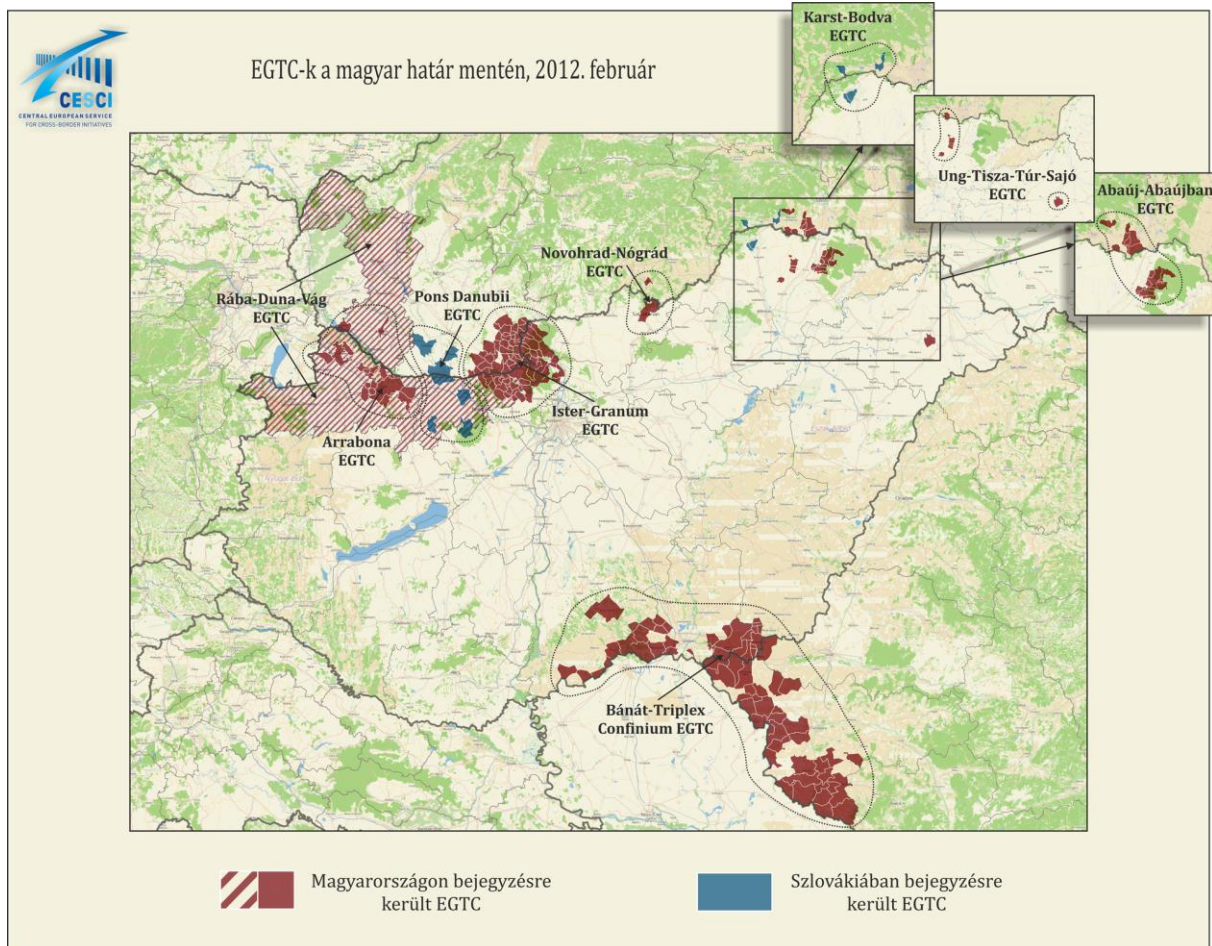 CESCI
CENTRAL EUROPEAN SERVICE
FOR CROSS-BORDER INITIATIVES
EGTC-k a magyar határ mentén, 2012. február
Karst-Bodva
EGTC
Ung-Tisza-Túr-Sajó
EGTC
Abaúj-Abaújban
EGTC
Novohrad-Nógrád
EGTC
Rába-Duna-Vág
EGTC
Pons Danubii
EGTC
Ister-Granum
EGTC
Arrabona
EGTC
Bánát-Triplex
Confinium EGTC
Magyarországon bejegyzésre
került EGTC
Szlovákiában bejegyzésre
került EGTC